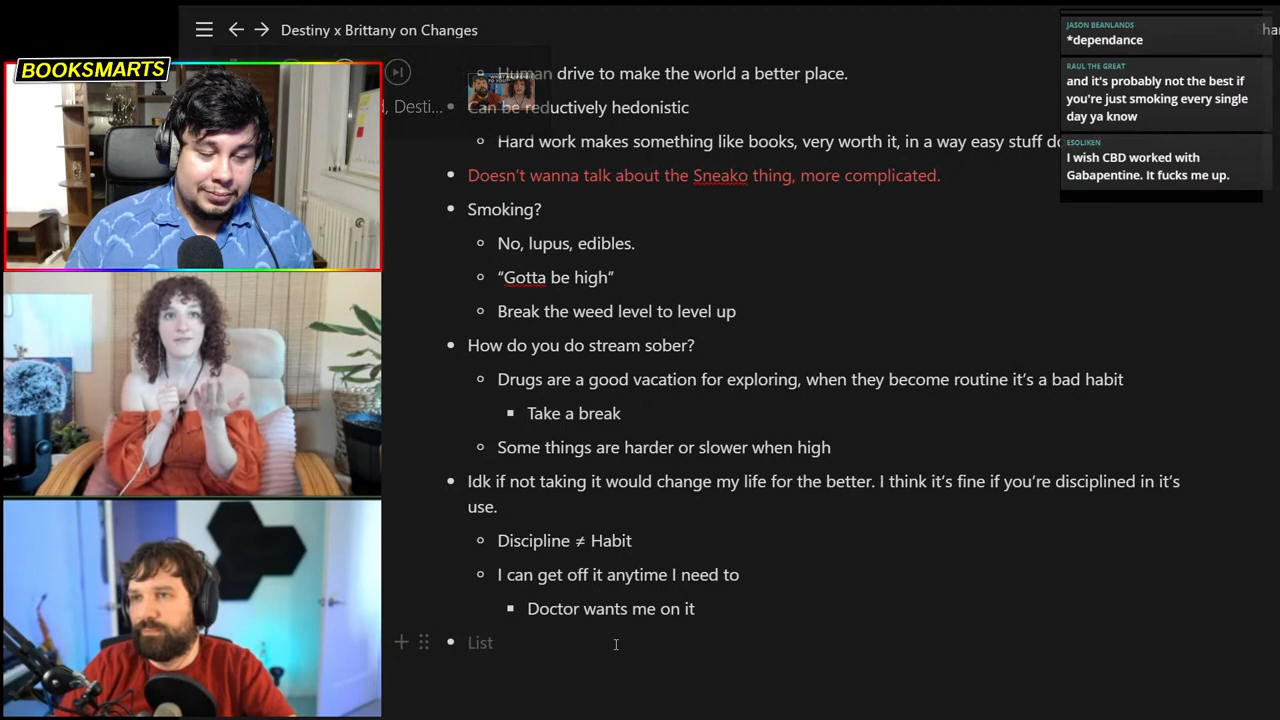 Destiny x Brittany on Changes
BOOKSMARTS
d, Desti...
Human drive to make the world a better place.
Can be reductively hedonistic
Hard work makes something like books, very worth it, in a way easy stuff do
Doesn’t wanna talk about the Sneako thing, more complicated.
Smoking?
No, lupus, edibles.
“Gotta be high”
Break the weed level to level up
How do you do stream sober?
Drugs are a good vacation for exploring, when they become routine it’s a bad habit
Take a break
Some things are harder or slower when high
Idk if not taking it would change my life for the better. I think it’s fine if you’re disciplined in it’s
use.
Discipline ≠ Habit
I can get off it anytime I need to
Doctor wants me on it
List
JASON BEANLANDS
*dependance
RAUL THE GREAT
and it's probably not the best if
you're just smoking every single
day ya know
ESOLIKEN
I wish CBD worked with
Gabapentine. It fucks me up.